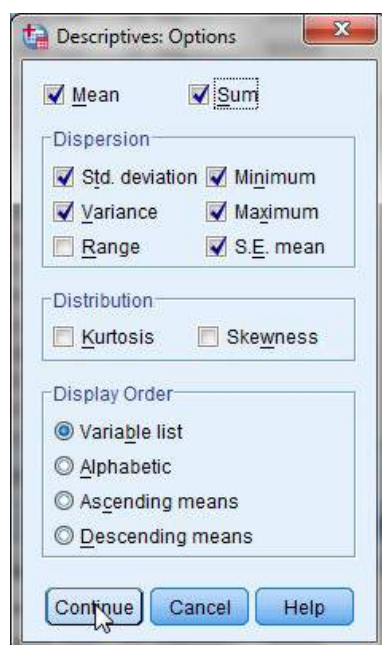 Descriptives: Options
Mean Sum
Dispersion
Std. deviation Minimum
Variance Maximum
Range S.E. mean
Distribution
Kurtosis Skewness
Display Order
Variable list
Alphabetic
Ascending means
Descending means
Continue Cancel Help